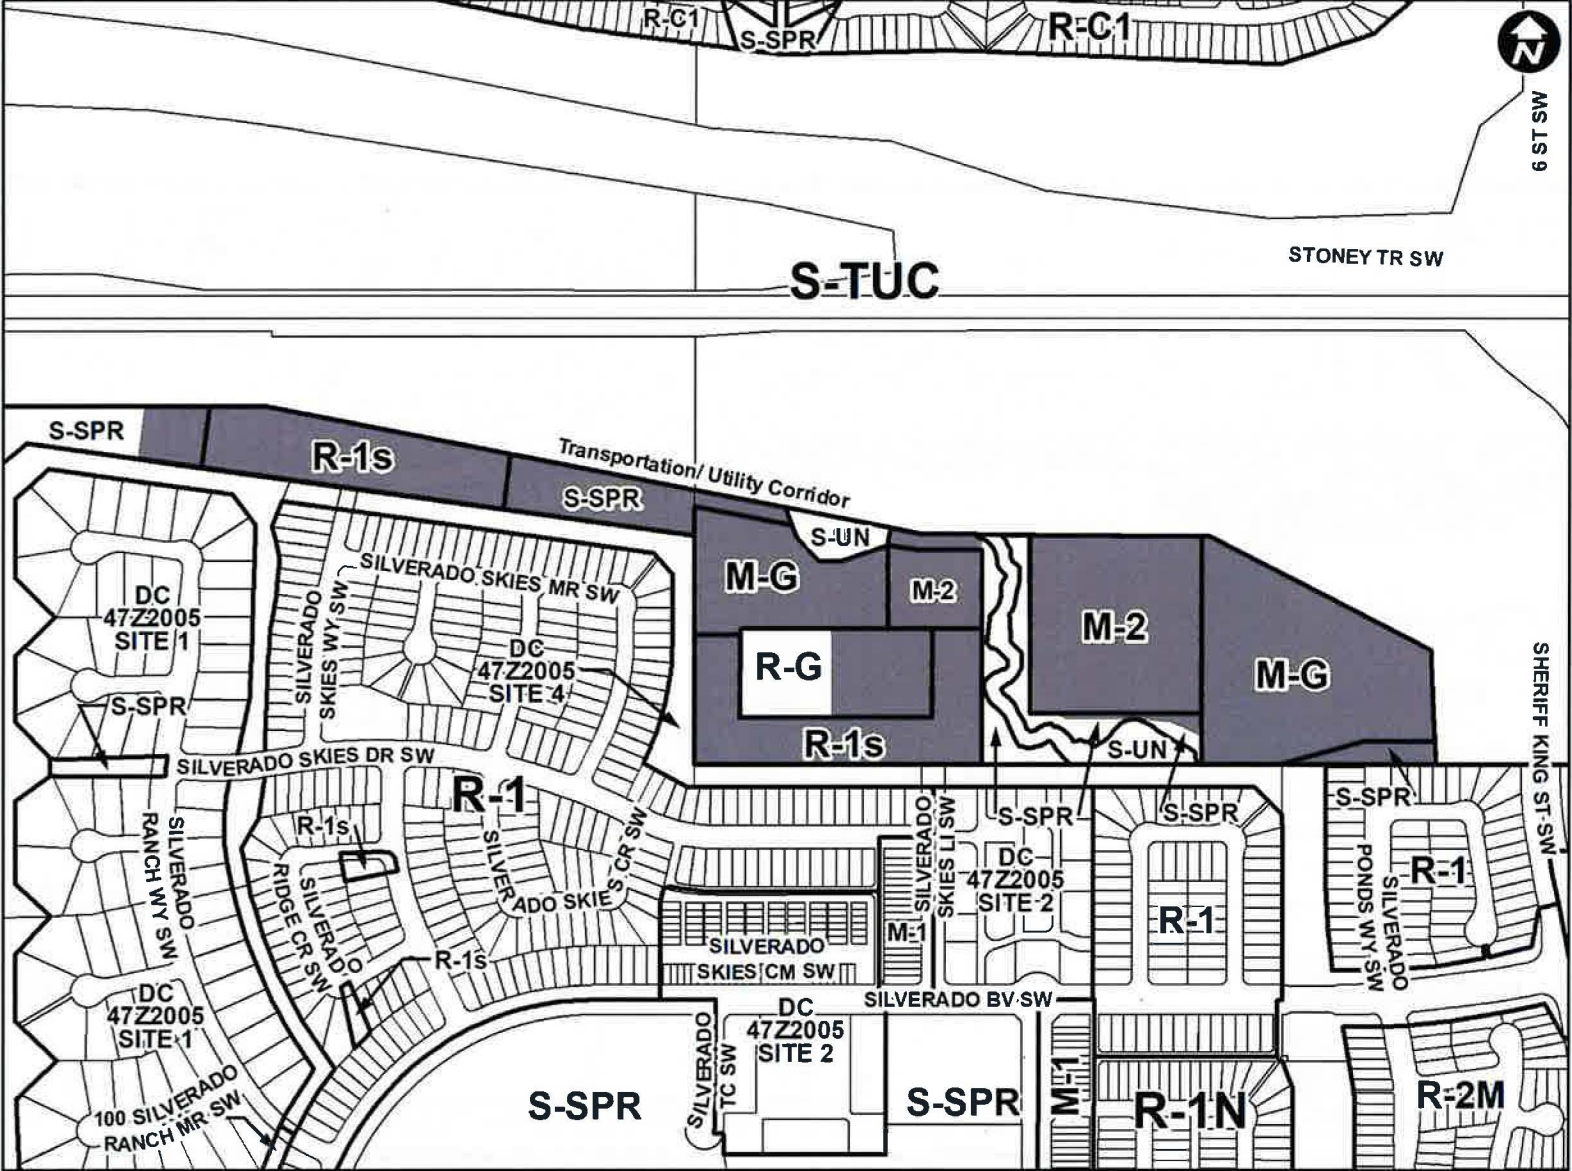 R-C1
S-SPR
R-C1
N
6 ST SW
STONEY TR SW
S-TUC
S-SPR
R-1s
Transportation/ Utility Corridor
S-SPR
S-UN
M-G
M-2
M-2
M-G
R-G
R-1s
S-UN
SILVERADO SKIES MR SW
SILVERADO
SKIES WY SW
DC
47Z2005
SITE 1
DC
47Z2005
SITE 4
S-SPR
SILVERADO SKIES DR SW
R-1
SHERIFF KING ST SW
S-SPR
S-SPR
S-SPR
R-1s
SILVERADO
RANCH WY SW
SILVERADO
RIDGE CR SW
SILVERADO SKIES CR SW
SILVERADO
SKIES LI SW
DC
47Z2005
SITE 2
R-1
R-1
SILVERADO
PONDS WY SW
M-1
SILVERADO
SKIES CM SW
R-1s
SILVERADO BV SW
DC
47Z2005
SITE 1
DC
47Z2005
SITE 2
SILVERADO
TC SW
S-SPR
S-SPR
M-1
R-1N
R-2M
100 SILVERADO
RANCH MR SW